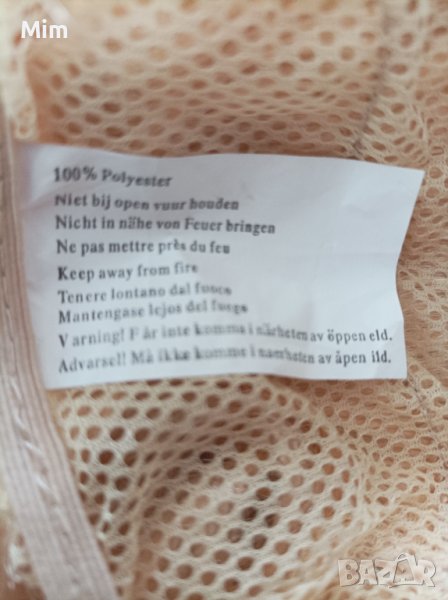 Mim
100% Polyester
Niet bij open vuur houden
Nicht in nähe von Feuer bringen
Ne pas mettre près du feu
Keep away from fire
Tenere lontano dal fuoco
Mantengase lejos del fuego
Varning! Får inte komma i närheten av öppen eld.
Advarsel! Må ikke komme i naerheten av åpen ild.
BAZAR